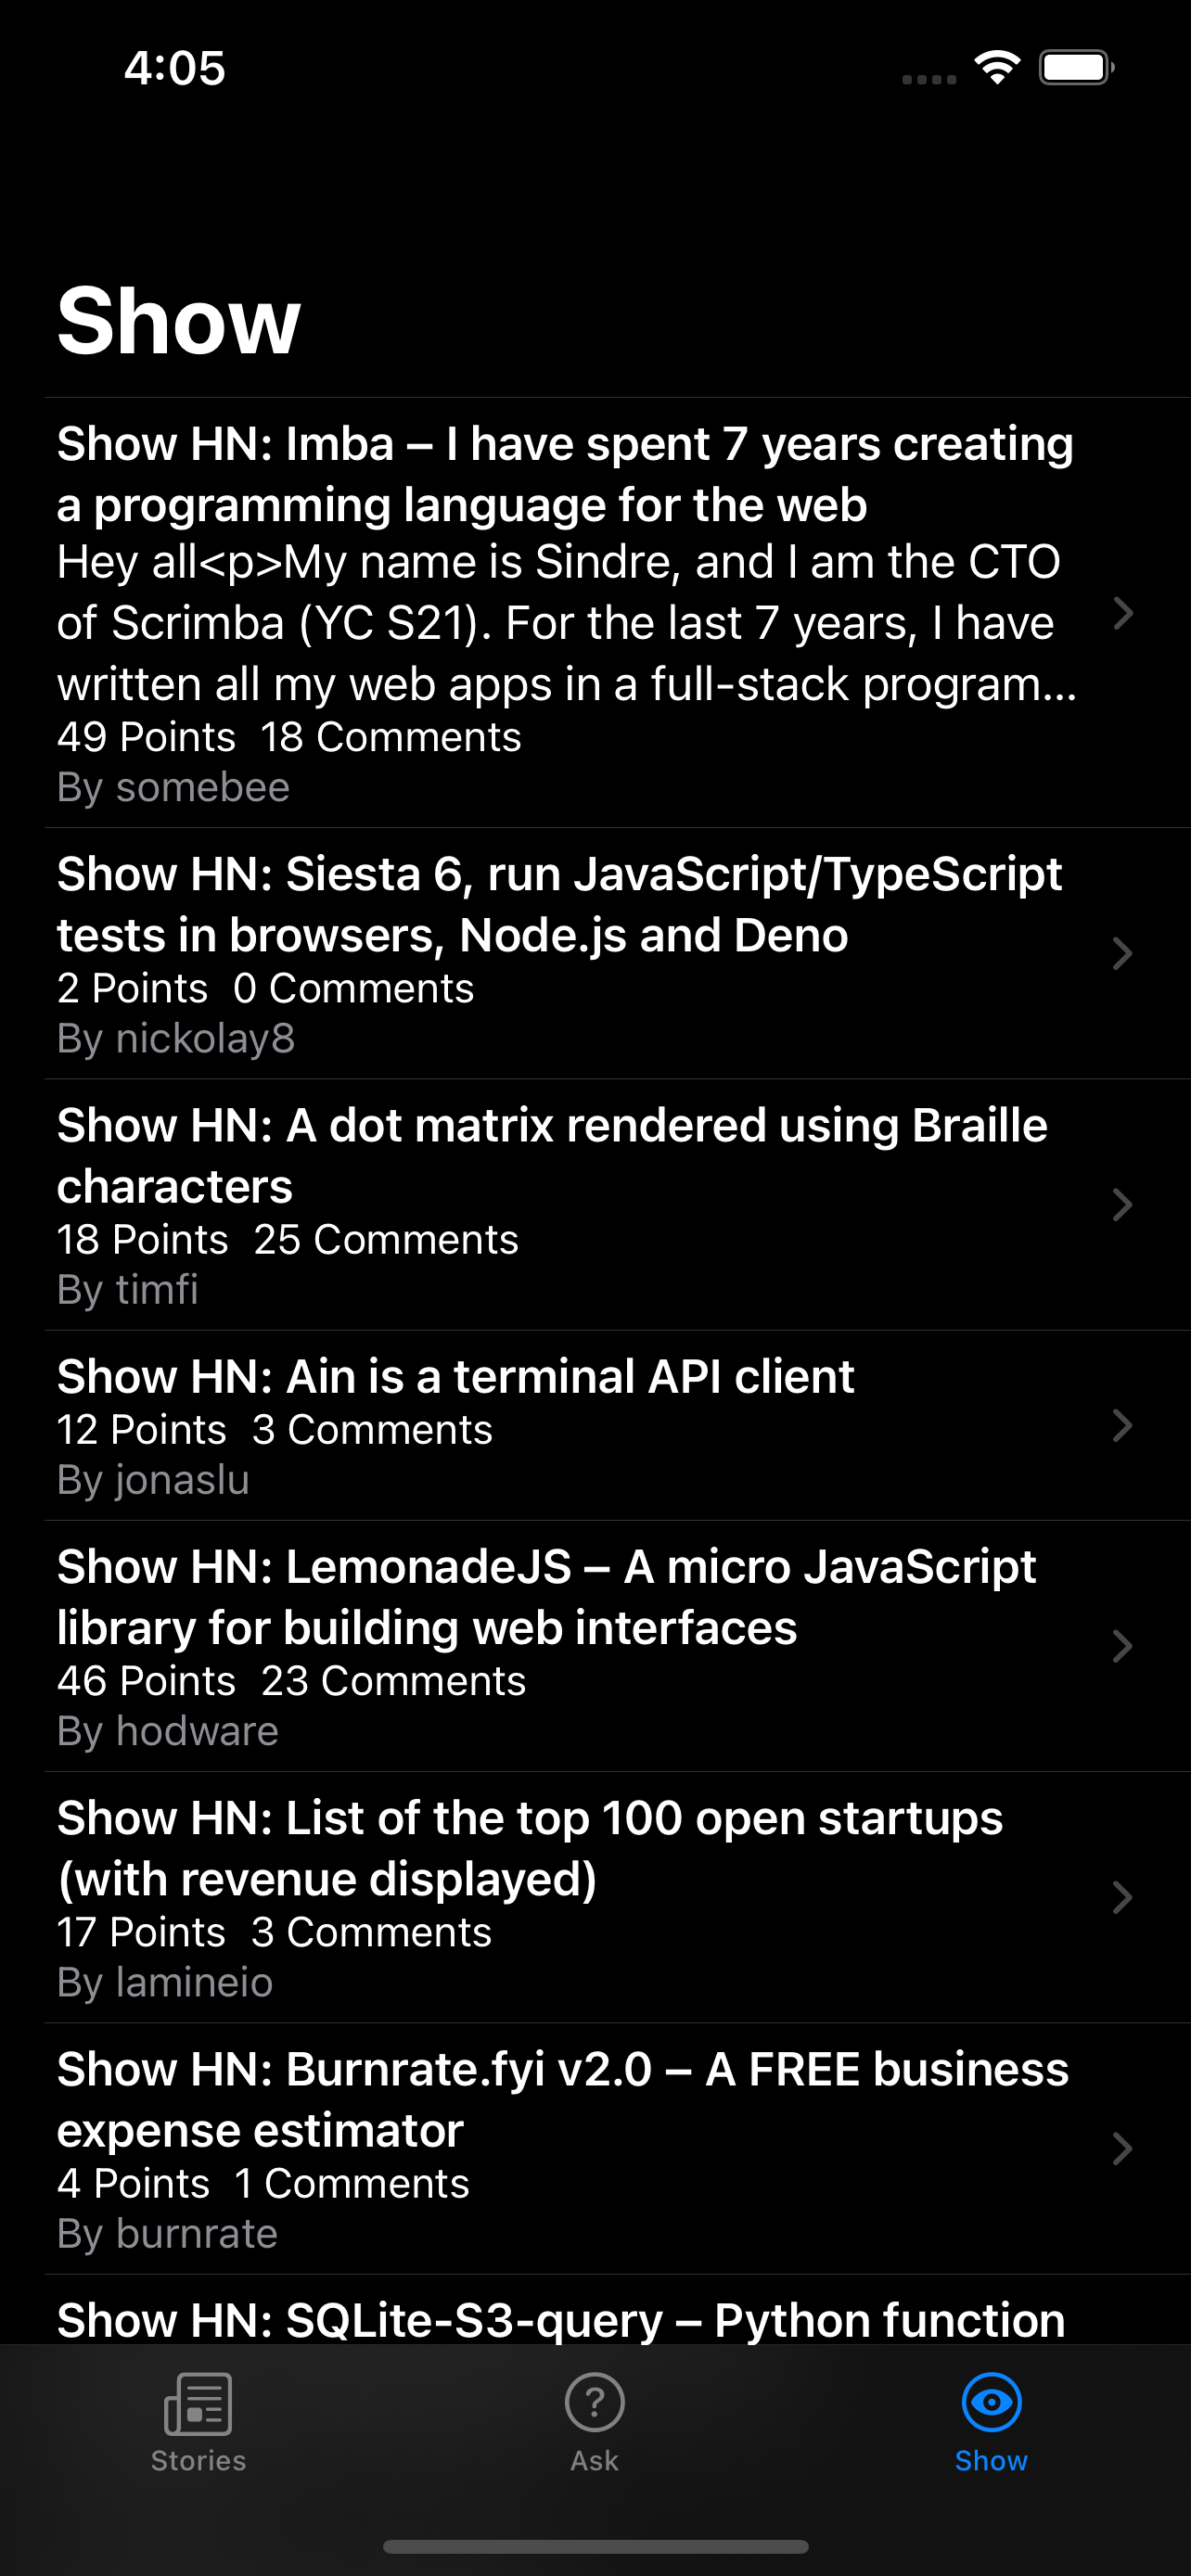 4:05
Show
Show HN: Imba – I have spent 7 years creating
a programming language for the web
Hey all<p>My name is Sindre, and I am the CTO
of Scrimba (YC S21). For the last 7 years, I have
written all my web apps in a full-stack program...
49 Points 18 Comments
By somebee
Show HN: Siesta 6, run JavaScript/TypeScript
tests in browsers, Node.js and Deno
2 Points 0 Comments
By nickolay8
Show HN: A dot matrix rendered using Braille
characters
18 Points 25 Comments
By timfi
Show HN: Ain is a terminal API client
12 Points 3 Comments
By jonaslu
Show HN: LemonadeJS – A micro JavaScript
library for building web interfaces
46 Points 23 Comments
By hodware
Show HN: List of the top 100 open startups
(with revenue displayed)
17 Points 3 Comments
By lamineio
Show HN: Burnrate.fyi v2.0 – A FREE business
expense estimator
4 Points 1 Comments
By burnrate
Show HN: SQLite-S3-query – Python function
Stories
Ask
Show